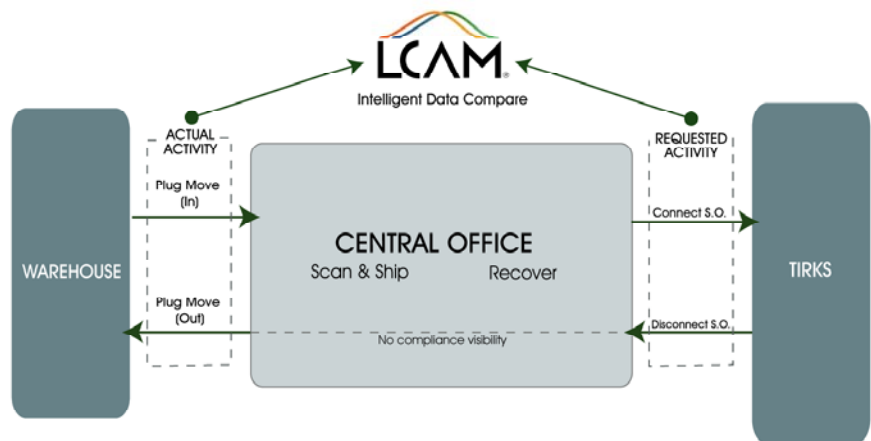 LCAM®
Intelligent Data Compare
ACTUAL
ACTIVITY
REQUESTED
ACTIVITY
Plug Move
(In)
Connect S.O.
CENTRAL OFFICE
Scan & Ship Recover
WAREHOUSE
TIRKS
Plug Move
(Out)
Disconnect S.O.
No compliance visibility